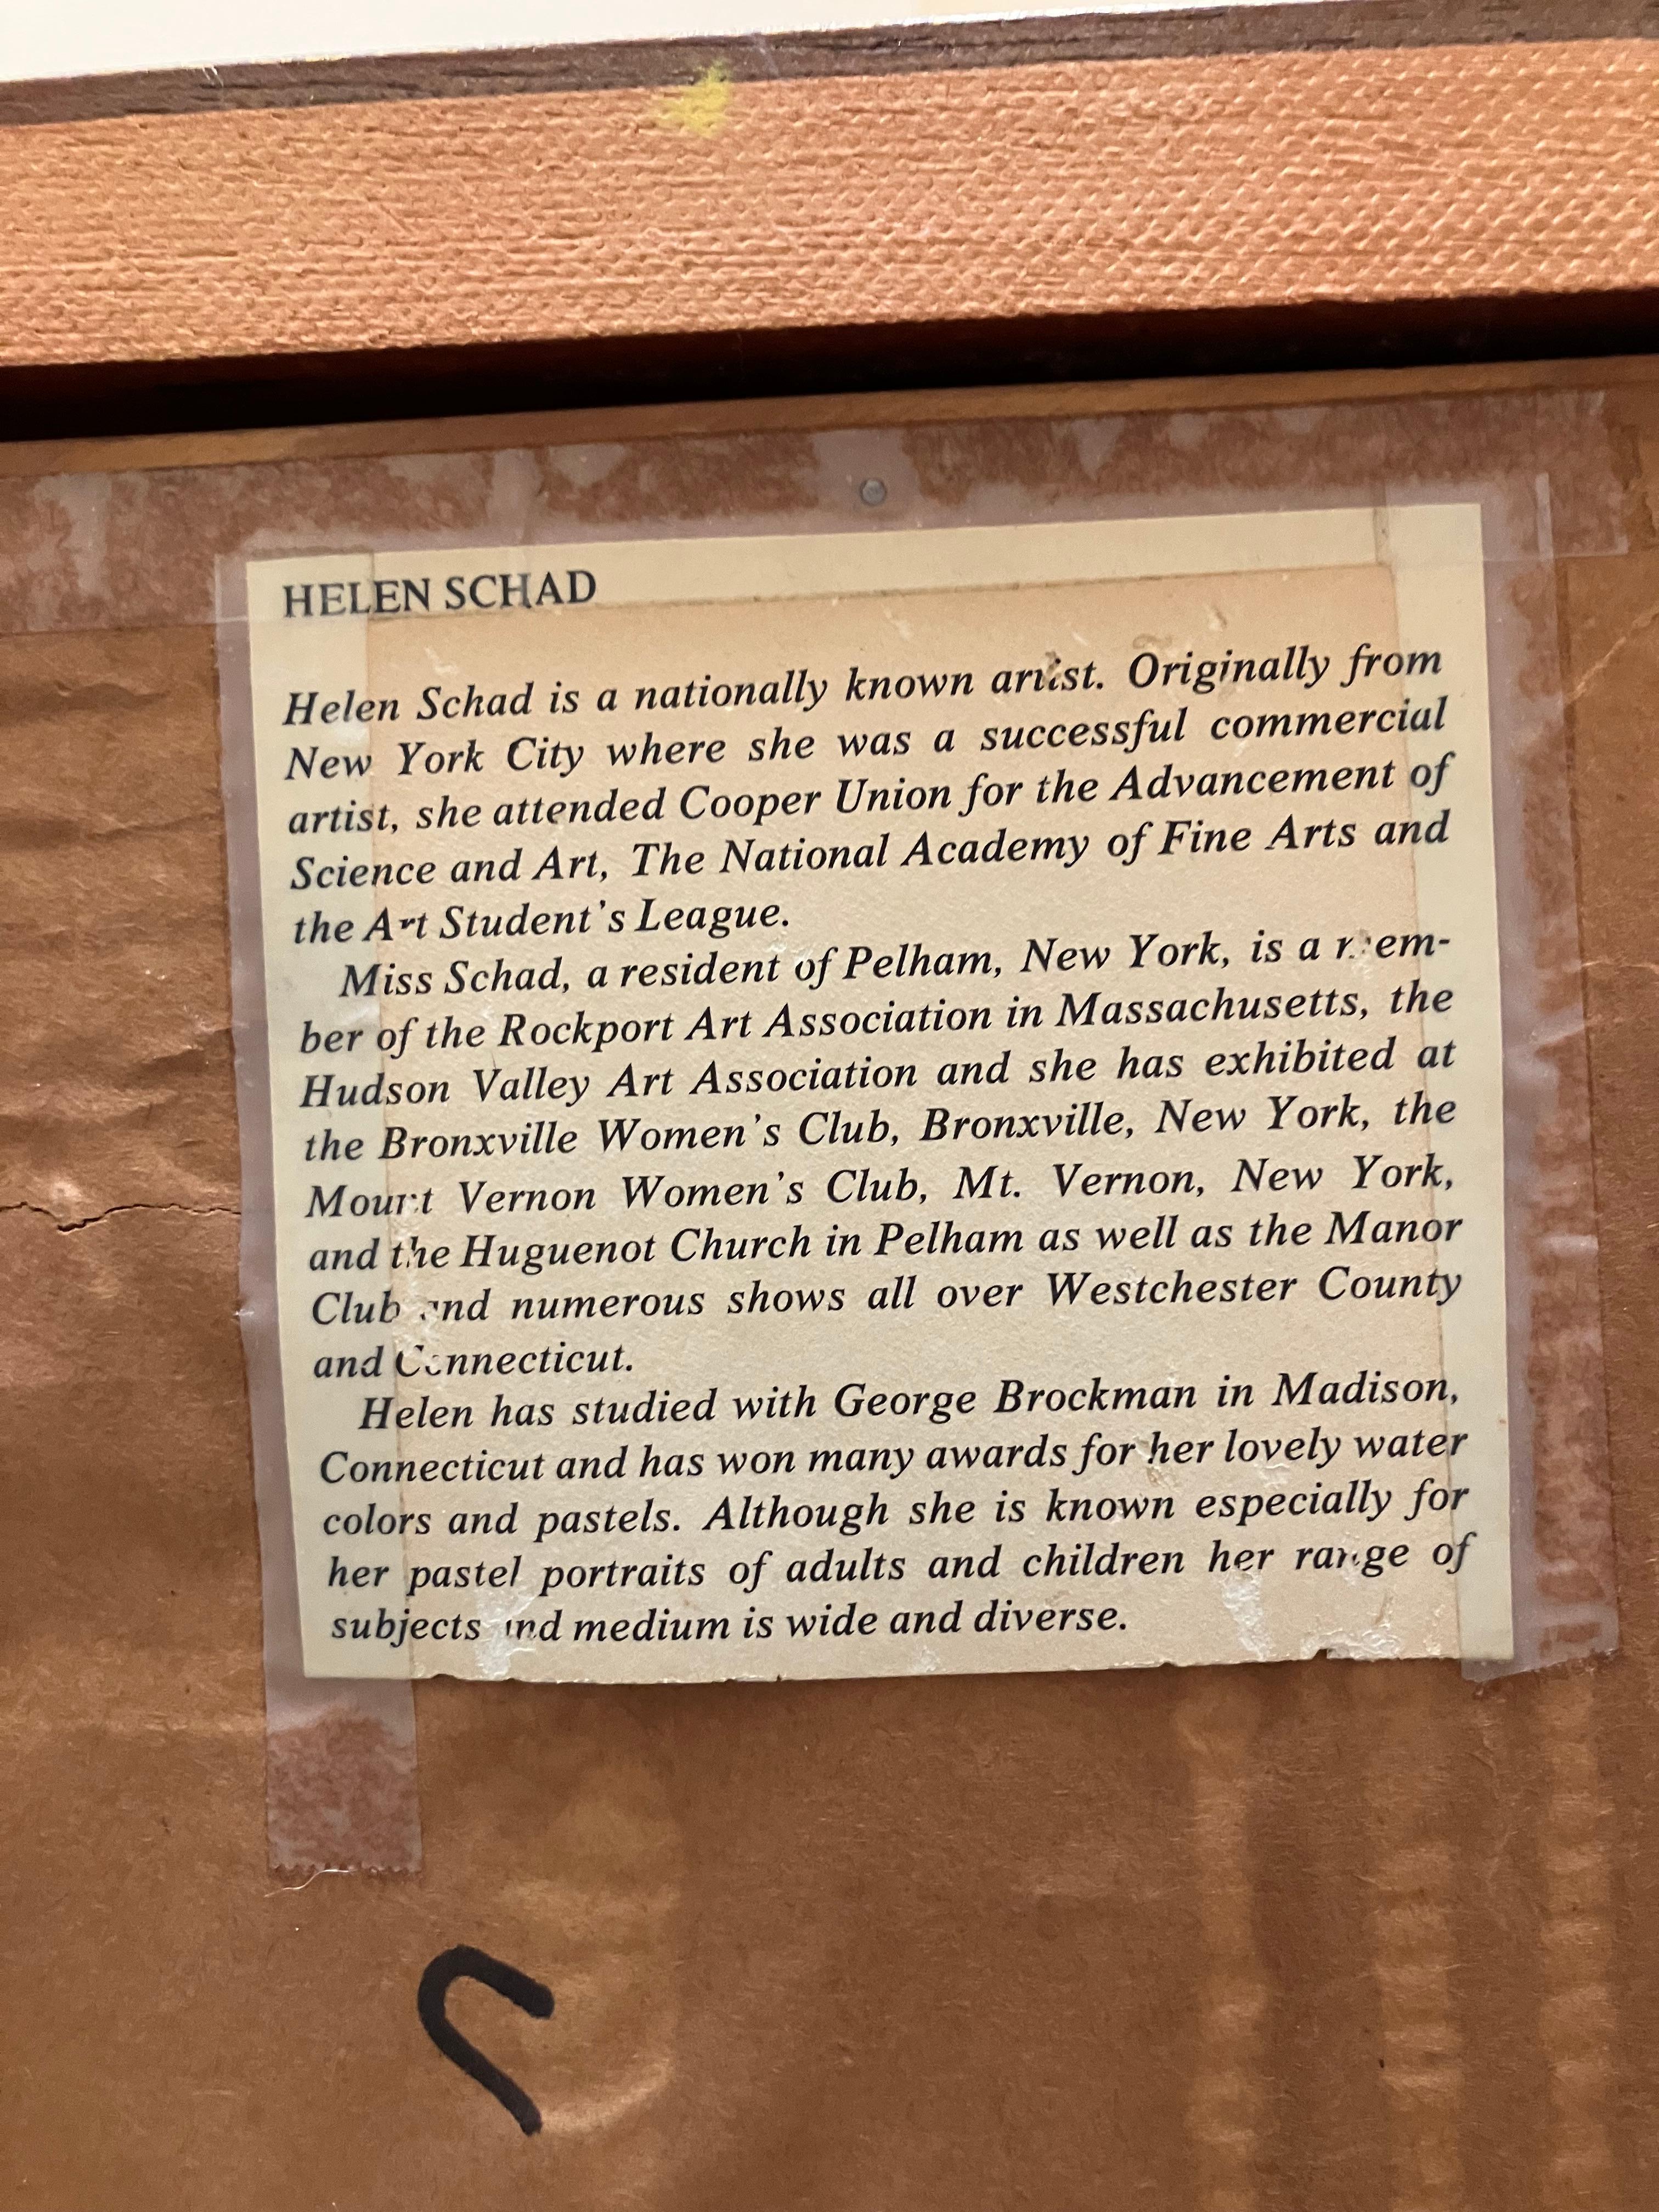 HELEN SCHAD
Helen Schad is a nationally known artist. Originally from
New York City where she was a successful commercial
artist, she attended Cooper Union for the Advancement of
Science and Art, The National Academy of Fine Arts and
the Art Student's League.
Miss Schad, a resident of Pelham, New York, is a mem-
ber of the Rockport Art Association in Massachusetts, the
Hudson Valley Art Association and she has exhibited at
the Bronxville Women's Club, Bronxville, New York, the
Mount Vernon Women's Club, Mt. Vernon, New York,
and the Huguenot Church in Pelham as well as the Manor
Club and numerous shows all over Westchester County
and Connecticut.
Helen has studied with George Brockman in Madison,
Connecticut and has won many awards for her lovely water
colors and pastels. Although she is known especially for
her pastel portraits of adults and children her range of
subjects and medium is wide and diverse.